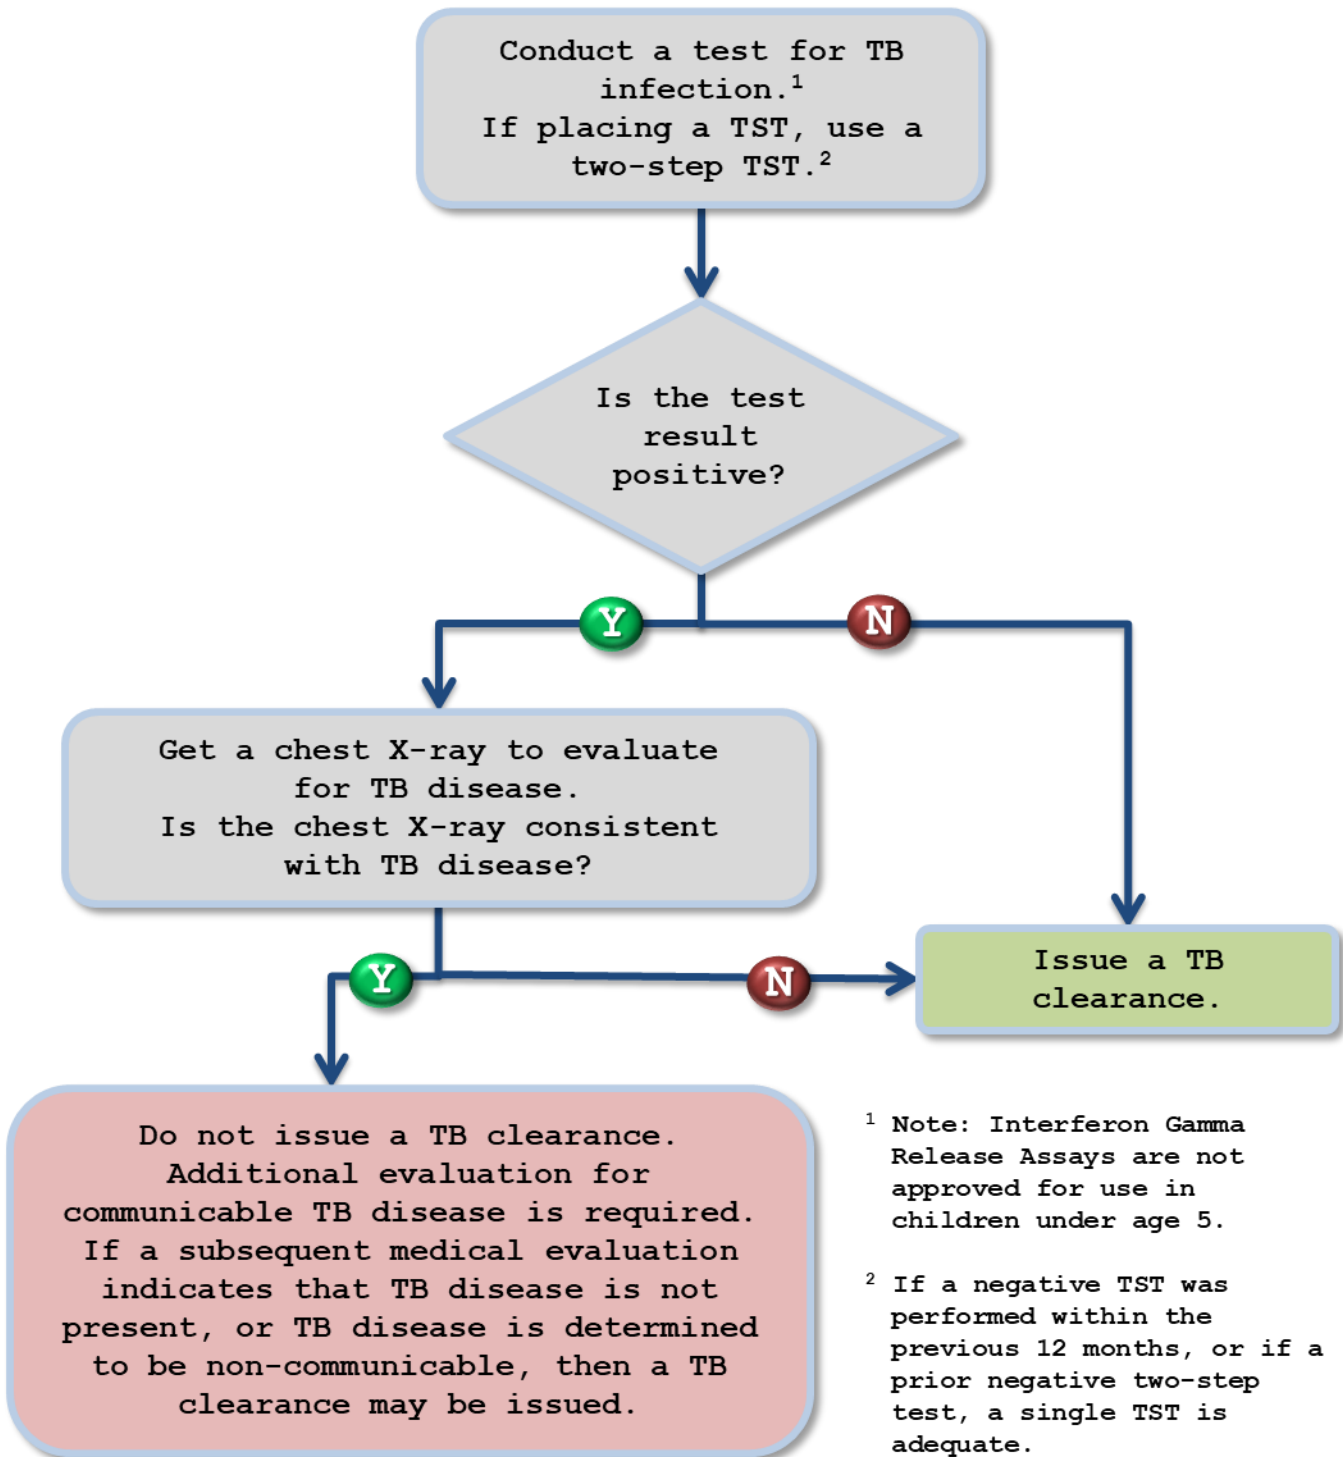 Conduct a test for TB
infection.¹
If placing a TST, use a
two-step TST.²
Is the test
result
positive?
Y
N
Get a chest X-ray to evaluate
for TB disease.
Is the chest X-ray consistent
with TB disease?
Y
N
Issue a TB
clearance.
Do not issue a TB clearance.
Additional evaluation for
communicable TB disease is required.
If a subsequent medical evaluation
indicates that TB disease is not
present, or TB disease is determined
to be non-communicable, then a TB
clearance may be issued.
¹ Note: Interferon Gamma
Release Assays are not
approved for use in
children under age 5.
² If a negative TST was
performed within the
previous 12 months, or if a
prior negative two-step
test, a single TST is
adequate.